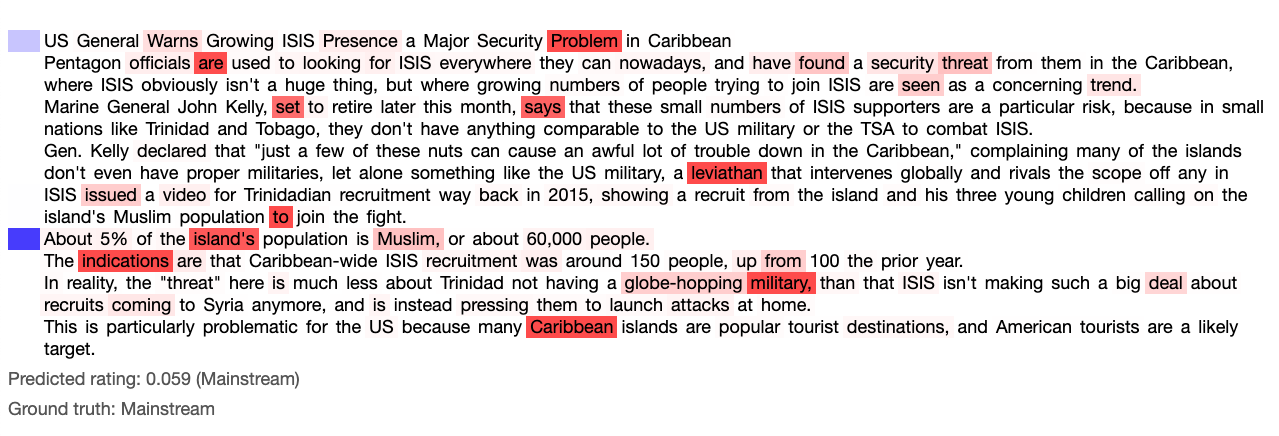 US General Warns Growing ISIS Presence a Major Security Problem in Caribbean
Pentagon officials are used to looking for ISIS everywhere they can nowadays, and have found a security threat from them in the Caribbean,
where ISIS obviously isn't a huge thing, but where growing numbers of people trying to join ISIS are seen as a concerning trend.
Marine General John Kelly, set to retire later this month, says that these small numbers of ISIS supporters are a particular risk, because in small
nations like Trinidad and Tobago, they don't have anything comparable to the US military or the TSA to combat ISIS.
Gen. Kelly declared that "just a few of these nuts can cause an awful lot of trouble down in the Caribbean," complaining many of the islands
don't even have proper militaries, let alone something like the US military, a leviathan that intervenes globally and rivals the scope off any in
ISIS issued a video for Trinidadian recruitment way back in 2015, showing a recruit from the island and his three young children calling on the
island's Muslim population to join the fight.
About 5% of the island's population is Muslim, or about 60,000 people.
The indications are that Caribbean-wide ISIS recruitment was around 150 people, up from 100 the prior year.
In reality, the "threat" here is much less about Trinidad not having a globe-hopping military, than that ISIS isn't making such a big deal about
recruits coming to Syria anymore, and is instead pressing them to launch attacks at home.
This is particularly problematic for the US because many Caribbean islands are popular tourist destinations, and American tourists are a likely
target.
Predicted rating: 0.059 (Mainstream)
Ground truth: Mainstream